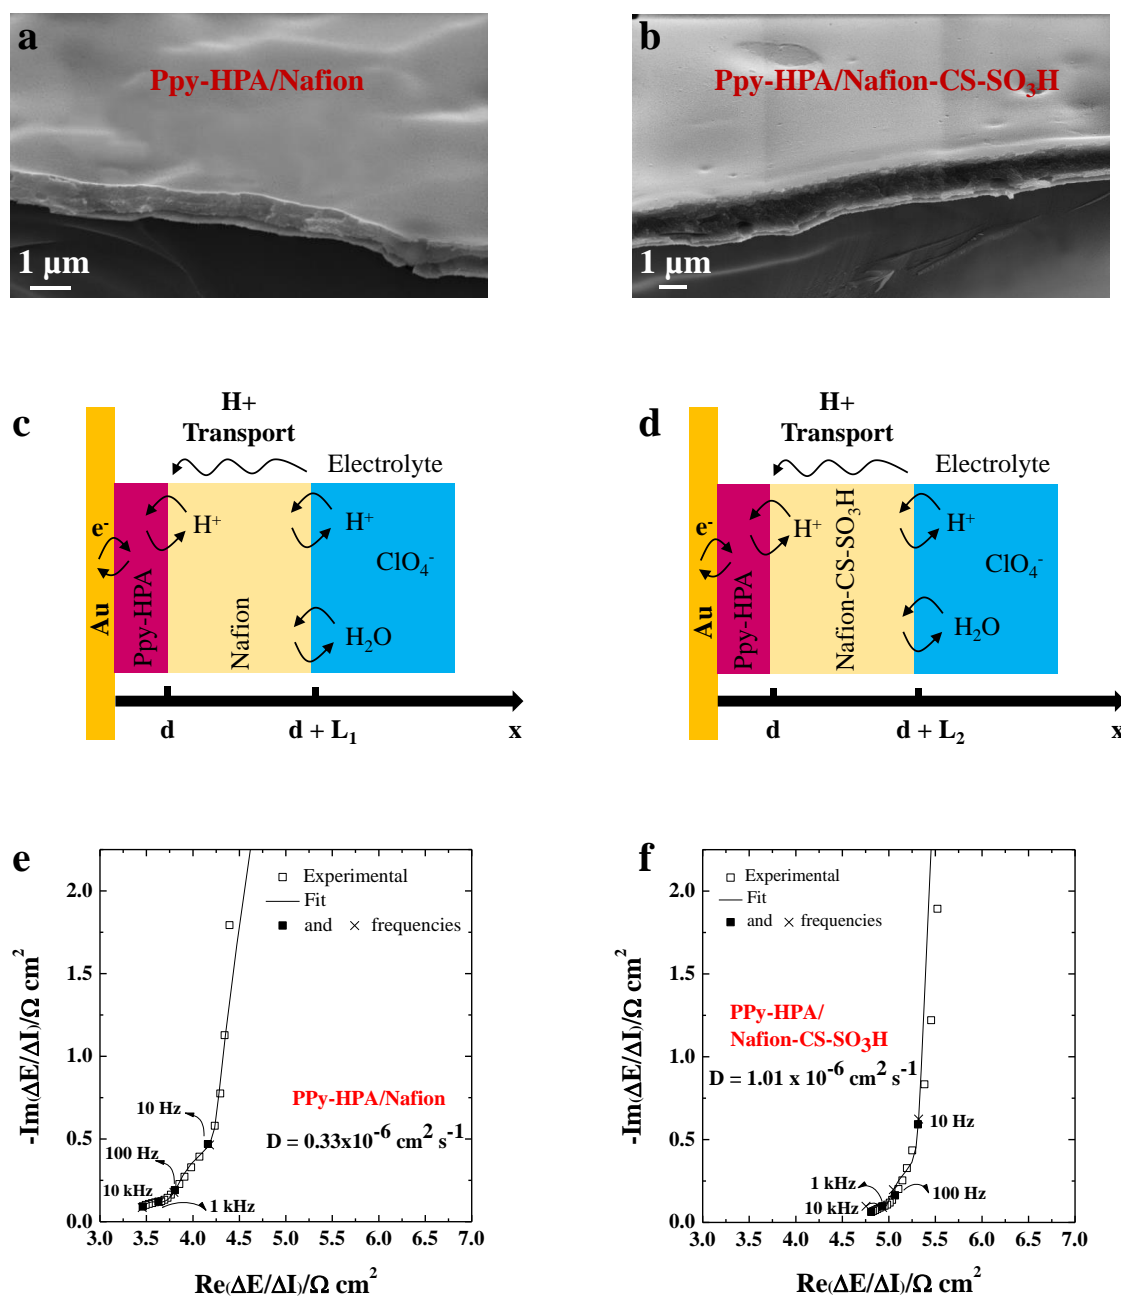 a
Ppy-HPA/Nafion
1 µm
b
Ppy-HPA/Nafion-CS-SO₃H
1 µm
c
H+
Transport
Electrolyte
e⁻
H⁺
H⁺
ClO₄⁻
Au
Ppy-HPA
Nafion
H₂O
d
d + L₁
x
d
H+
Transport
Electrolyte
e⁻
H⁺
H⁺
ClO₄⁻
Au
Ppy-HPA
Nafion-CS-SO₃H
H₂O
d
d + L₂
x
e
Experimental
Fit
and × frequencies
PPy-HPA/Nafion
D = 0.33x10⁻⁶ cm² s⁻¹
10 Hz
100 Hz
10 kHz
1 kHz
2.0
1.5
1.0
0.5
0.0
3.0 3.5 4.0 4.5 5.0 5.5 6.0 6.5 7.0
-Im(ΔE/ΔI)/Ω cm²
Re(ΔE/ΔI)/Ω cm²
f
Experimental
Fit
and × frequencies
PPy-HPA/
Nafion-CS-SO₃H
D = 1.01 x 10⁻⁶ cm² s⁻¹
10 Hz
1 kHz
100 Hz
10 kHz
2.0
1.5
1.0
0.5
0.0
3.0 3.5 4.0 4.5 5.0 5.5 6.0 6.5 7.0
-Im(ΔE/ΔI)/Ω cm²
Re(ΔE/ΔI)/Ω cm²